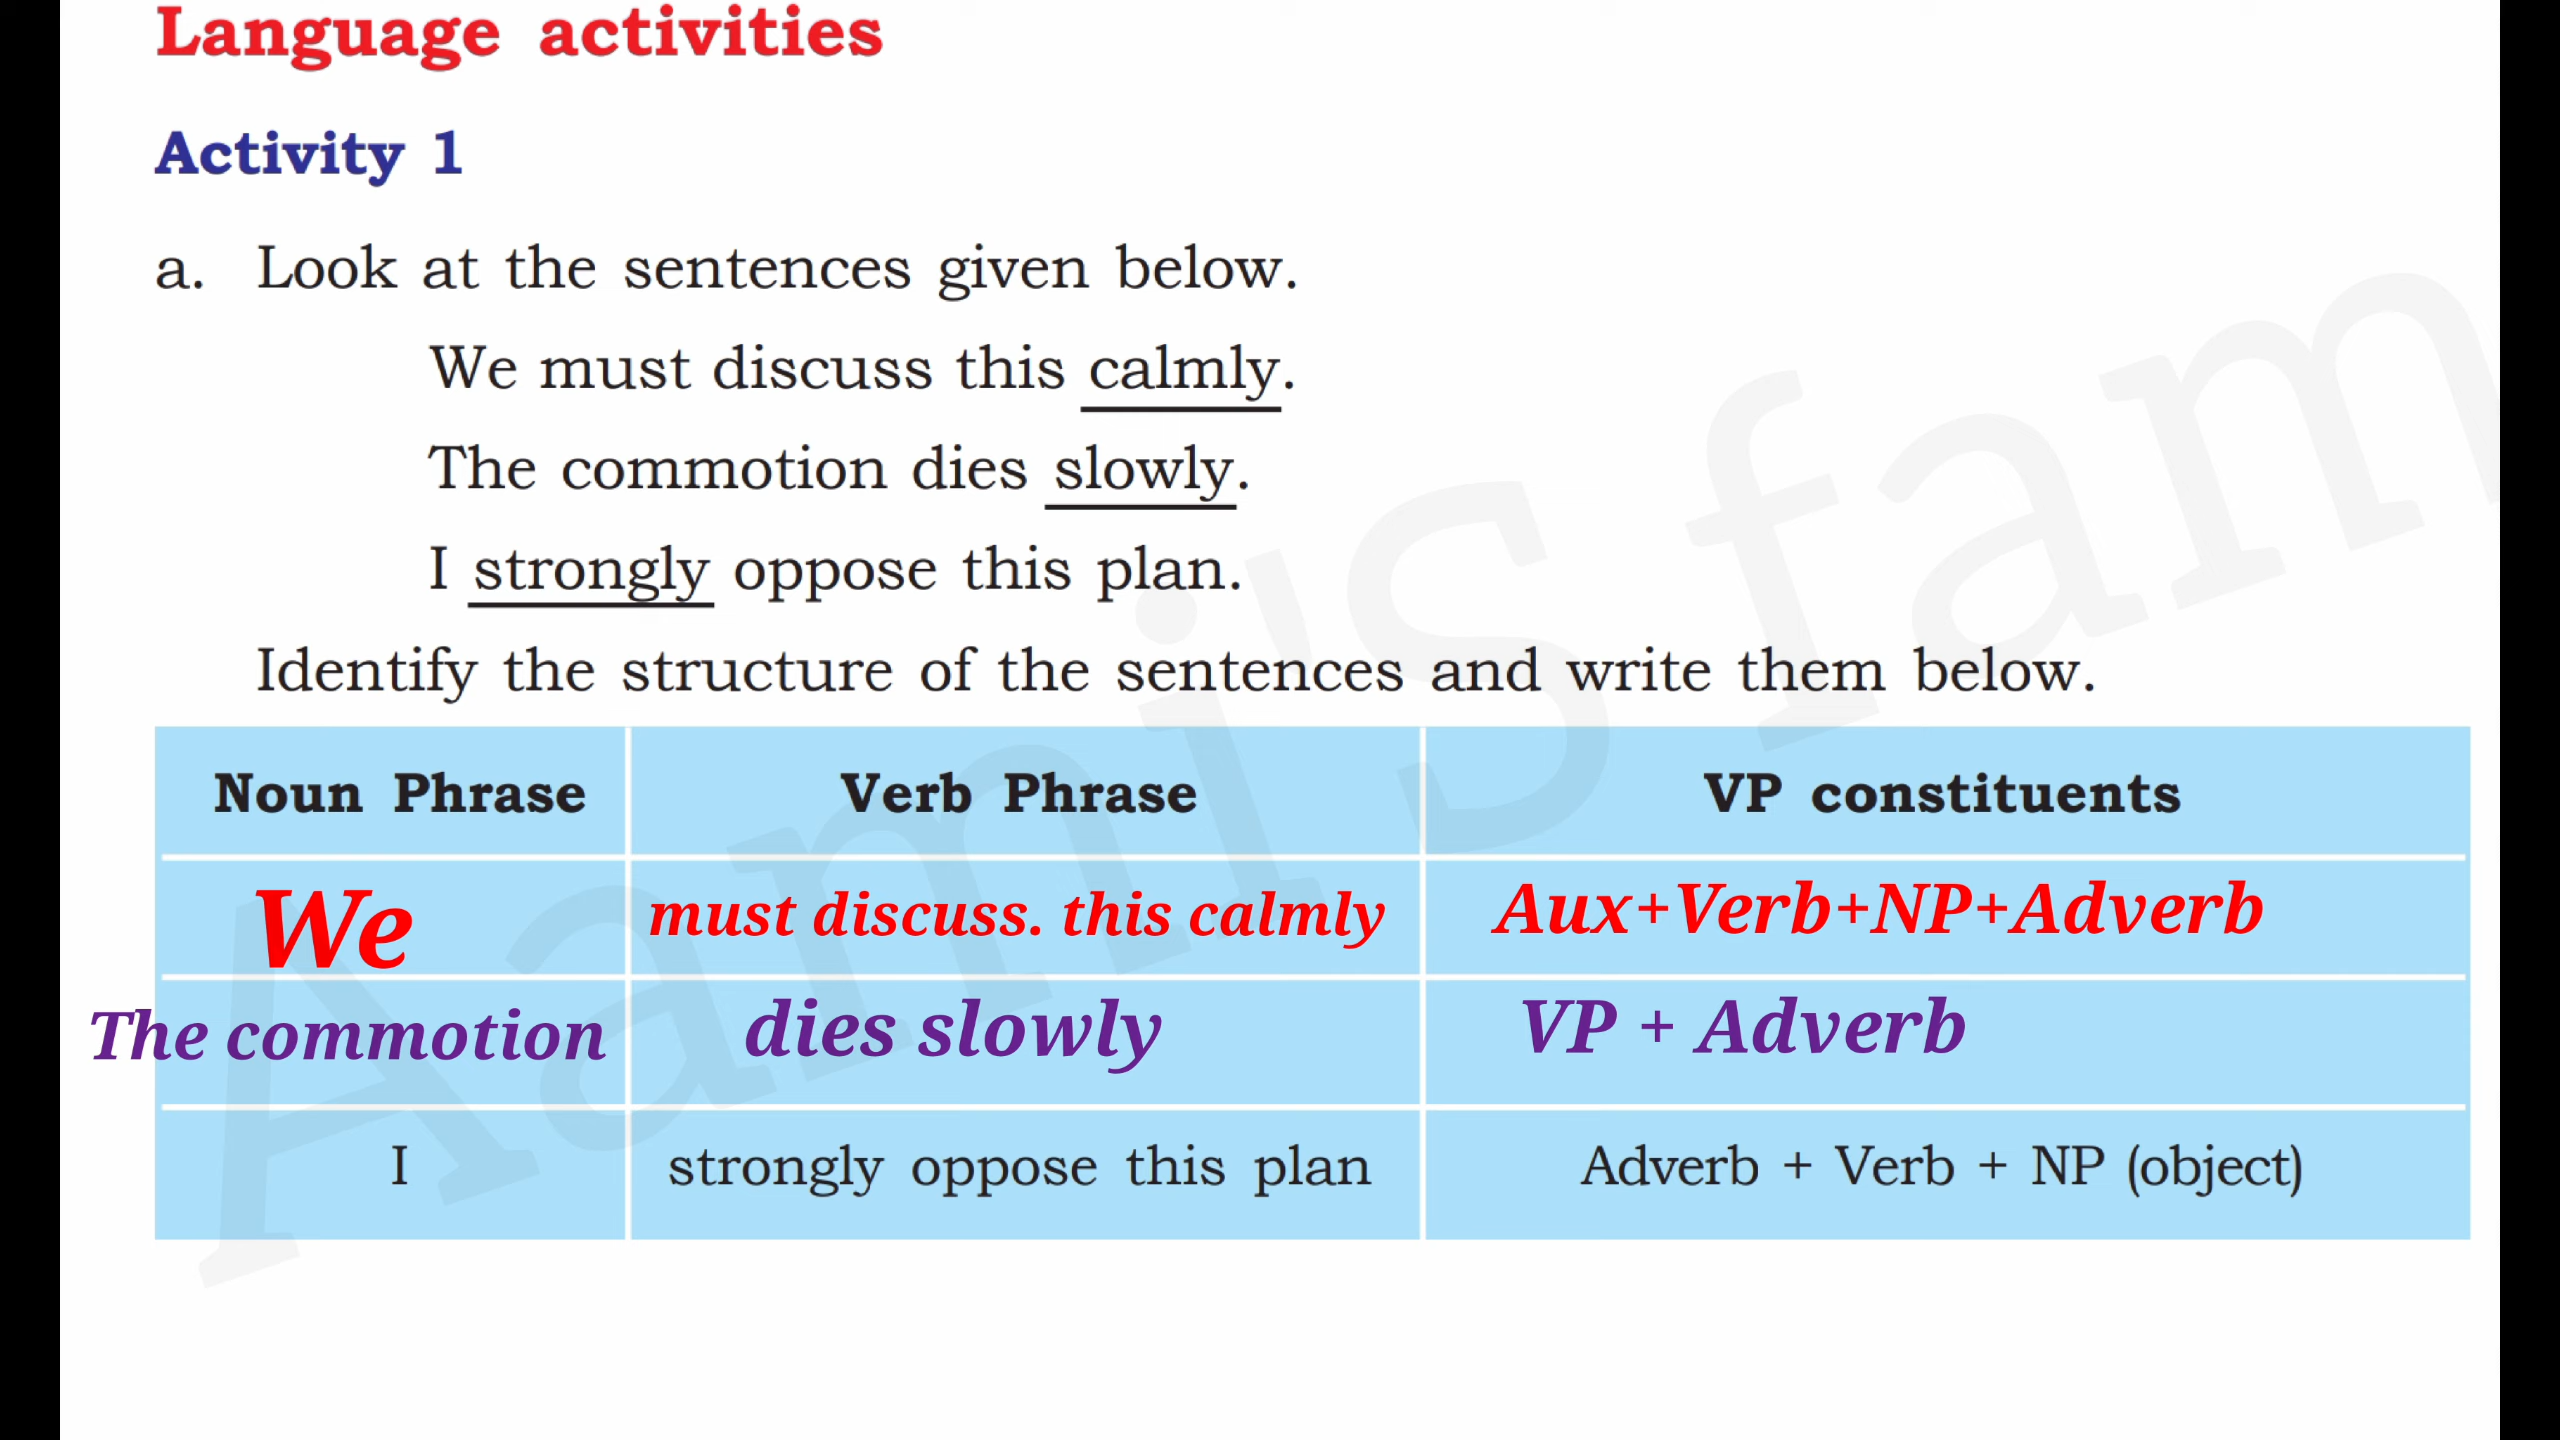 Language activities
Activity 1
a. Look at the sentences given below.
We must discuss this calmly.
The commotion dies slowly.
I strongly oppose this plan.
Identify the structure of the sentences and write them below.
Noun Phrase Verb Phrase VP constituents
We must discuss. this calmly Aux+Verb+NP+Adverb
The commotion dies slowly VP + Adverb
I strongly oppose this plan Adverb + Verb + NP (object)
Aami'S fam